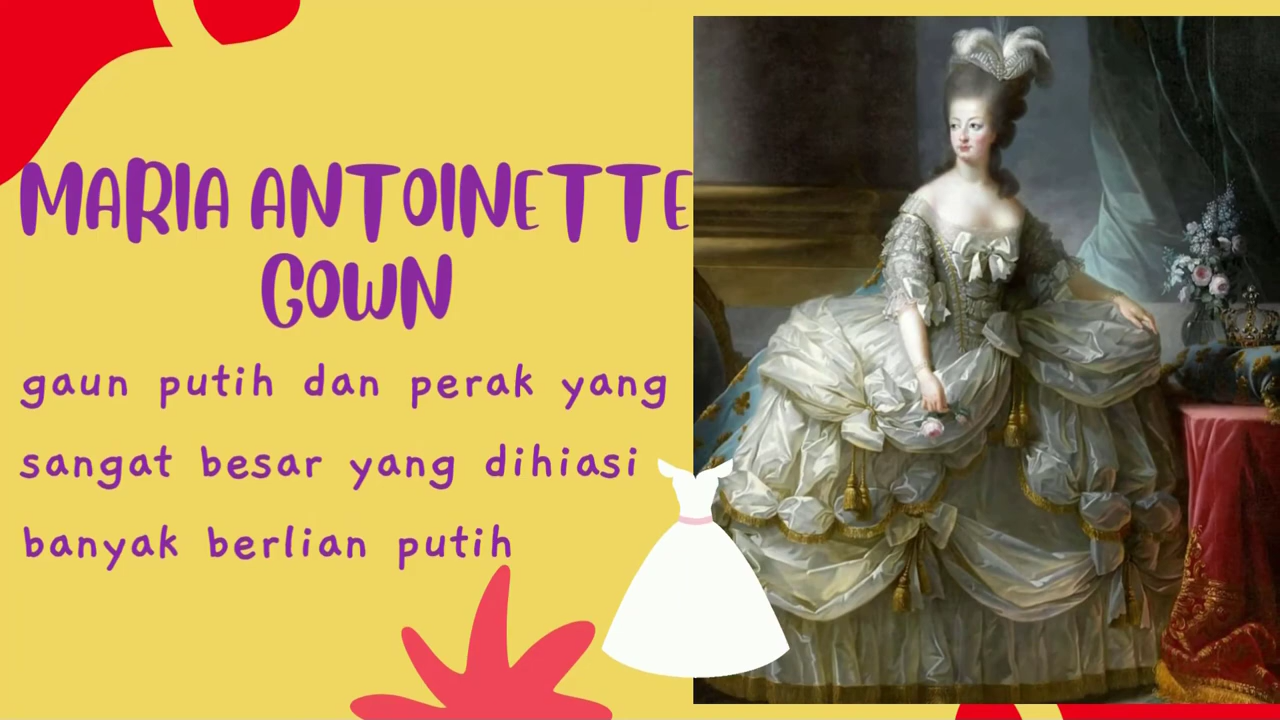 MARIA ANTOINETTE
GOWN
gaun putih dan perak yang
sangat besar yang dihiasi
banyak berlian putih